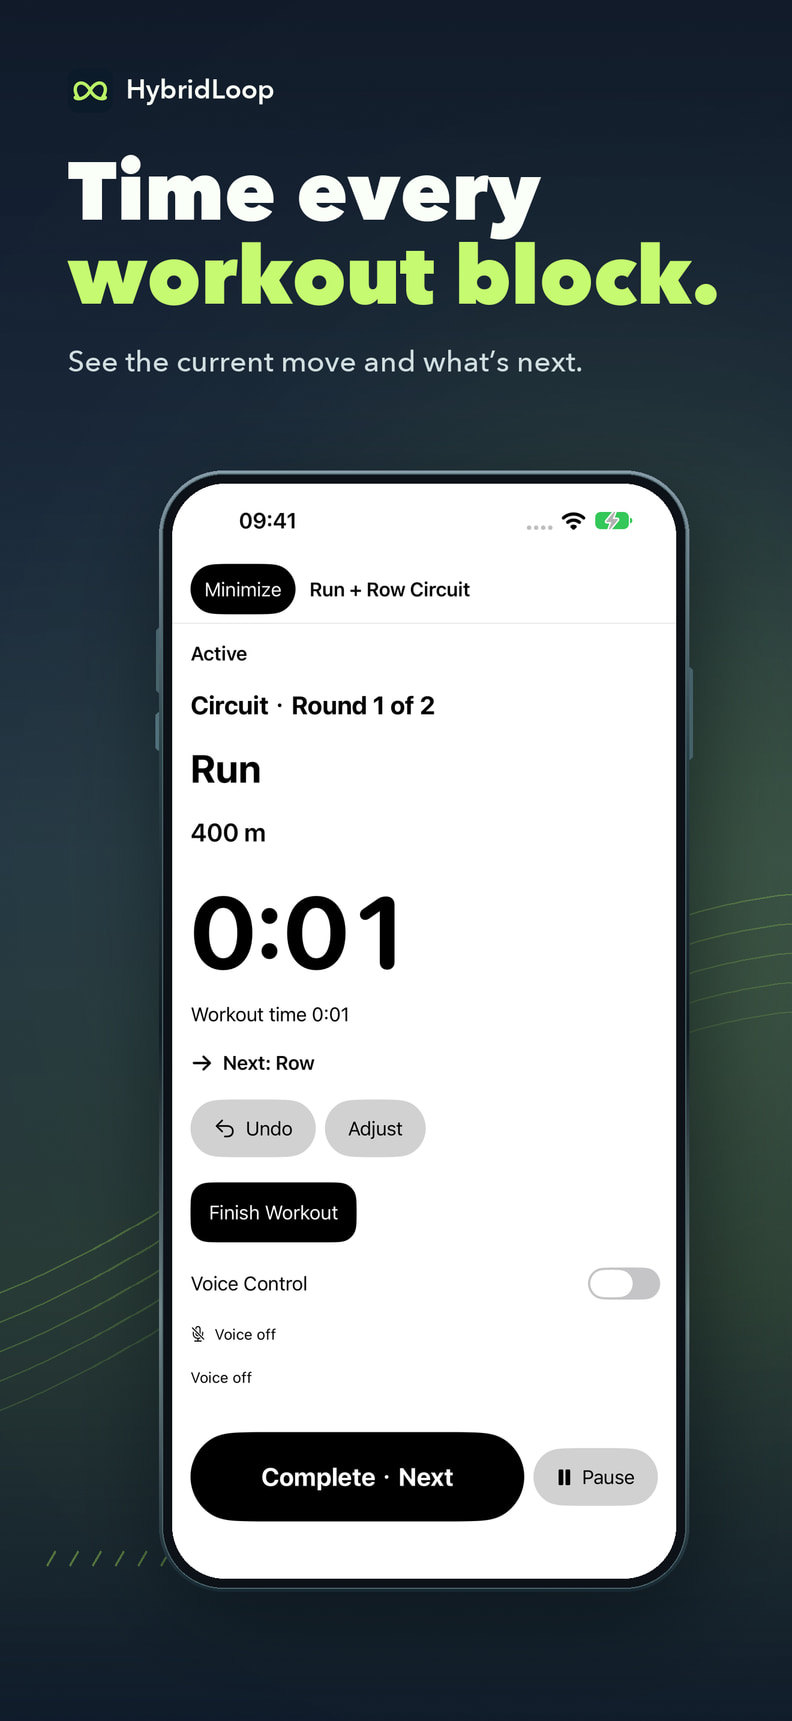 HybridLoop
Time every
workout block.
See the current move and what’s next.
09:41
Minimize Run + Row Circuit
Active
Circuit · Round 1 of 2
Run
400 m
0:01
Workout time 0:01
→ Next: Row
Undo Adjust
Finish Workout
Voice Control
Voice off
Voice off
Complete · Next Pause